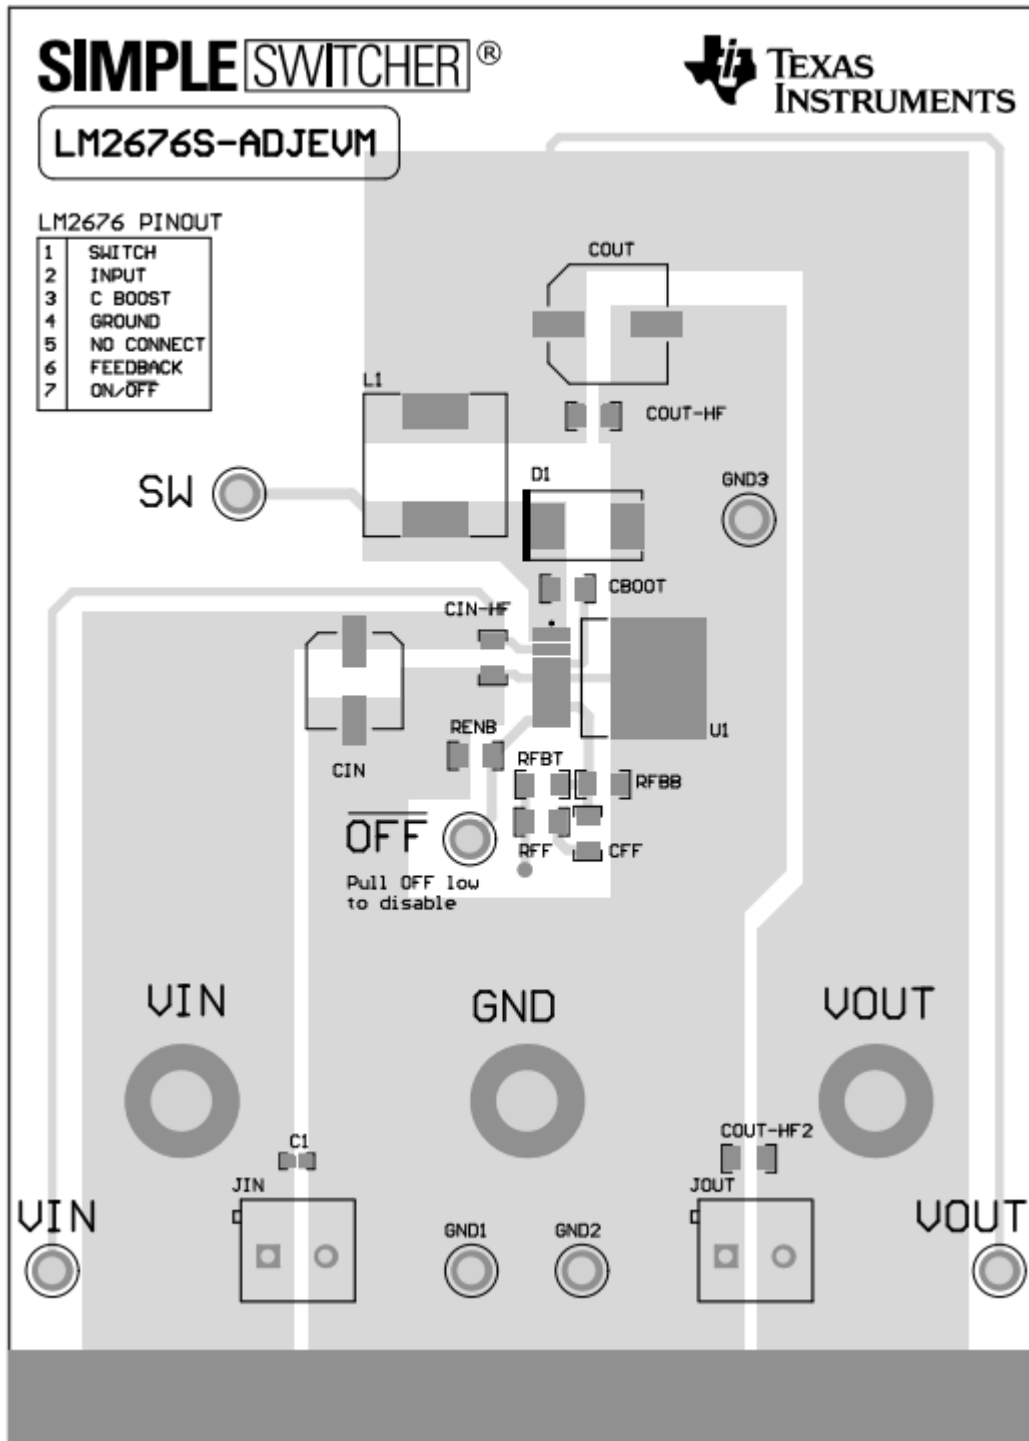 SIMPLE SWITCHER®
TEXAS
INSTRUMENTS
LM2676S-ADJEVM
LM2676 PINOUT
1 SWITCH
2 INPUT
3 C BOOST
4 GROUND
5 NO CONNECT
6 FEEDBACK
7 ON/OFF
COUT
L1
COUT-HF
SW
D1
GND3
CBOOT
CIN-HF
RENB
U1
CIN
RFBT
RFBB
OFF
RFF
CFF
Pull OFF low
to disable
VIN
GND
VOUT
C1
COUT-HF2
JIN
JOUT
VIN
GND1
GND2
VOUT